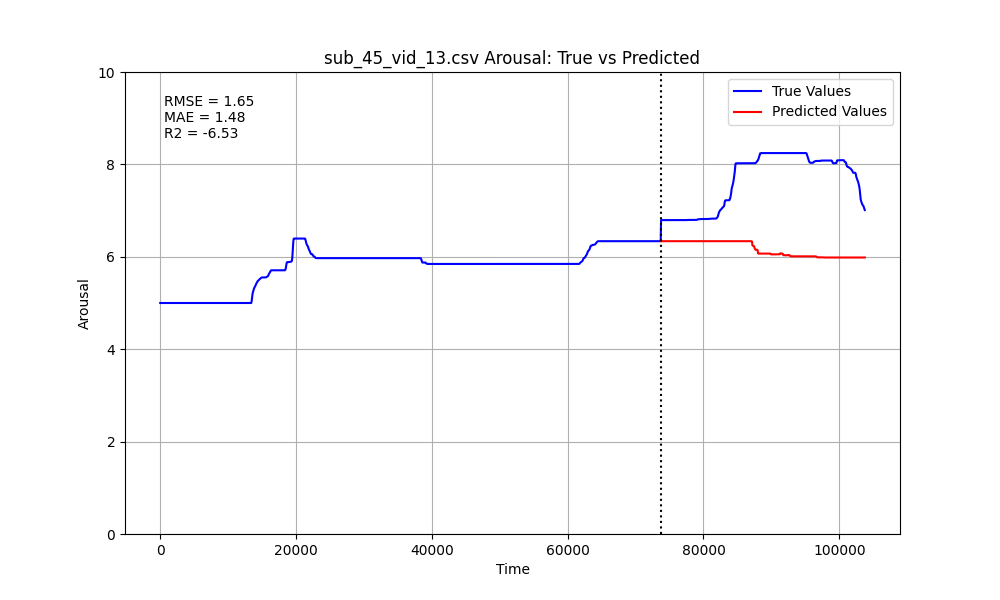 sub_45_vid_13.csv Arousal: True vs Predicted
RMSE = 1.65
MAE = 1.48
R2 = -6.53
True Values
Predicted Values
10
8
6
4
2
0
Arousal
0
20000
40000
60000
80000
100000
Time